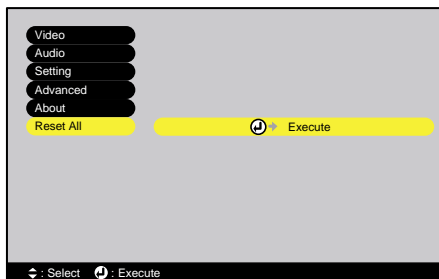 Video
Audio
Setting
Advanced
About
Reset All Execute
: Select : Execute